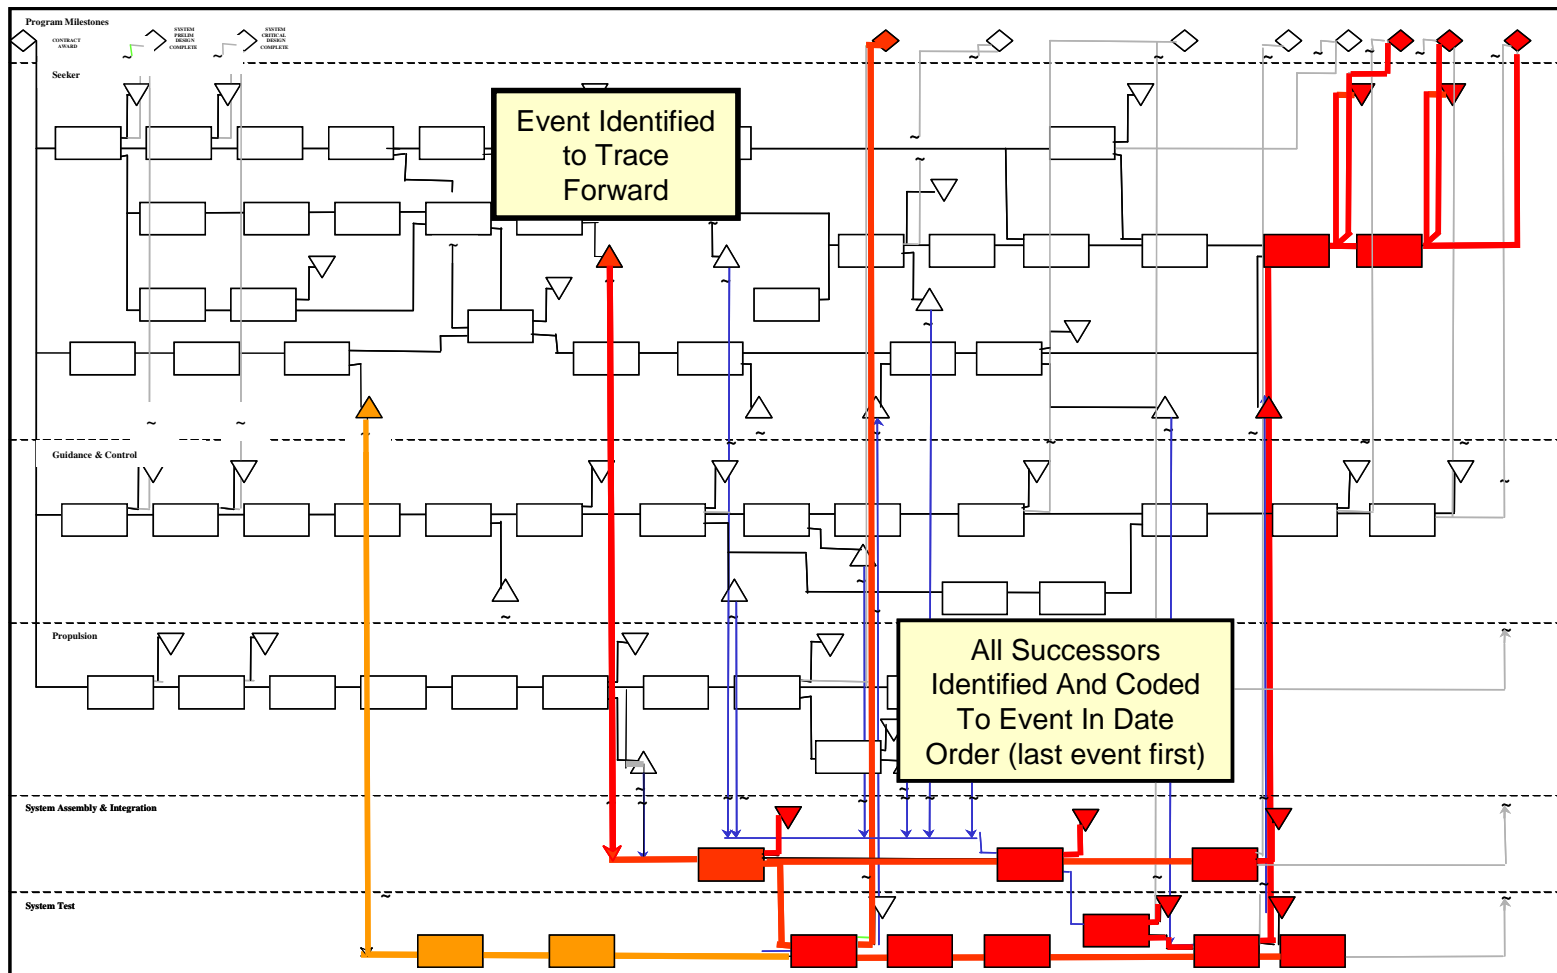 Program Milestones
CONTRACT
AWARD
SYSTEM
PRELIM
DESIGN
COMPLETE
SYSTEM
CRITICAL
DESIGN
COMPLETE
Seeker
Event Identified
to Trace
Forward
Guidance & Control
Propulsion
All Successors
Identified And Coded
To Event In Date
Order (last event first)
System Assembly & Integration
System Test